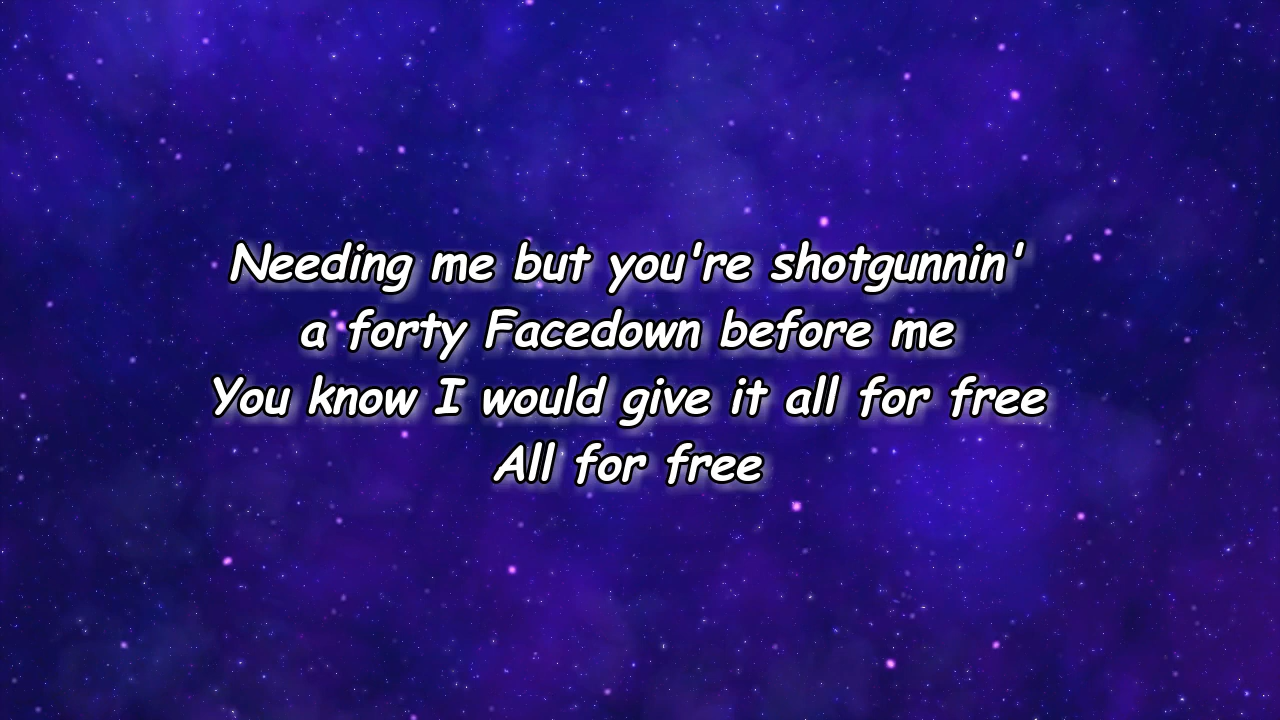 Needing me but you're shotgunnin'
a forty Facedown before me
You know I would give it all for free
All for free